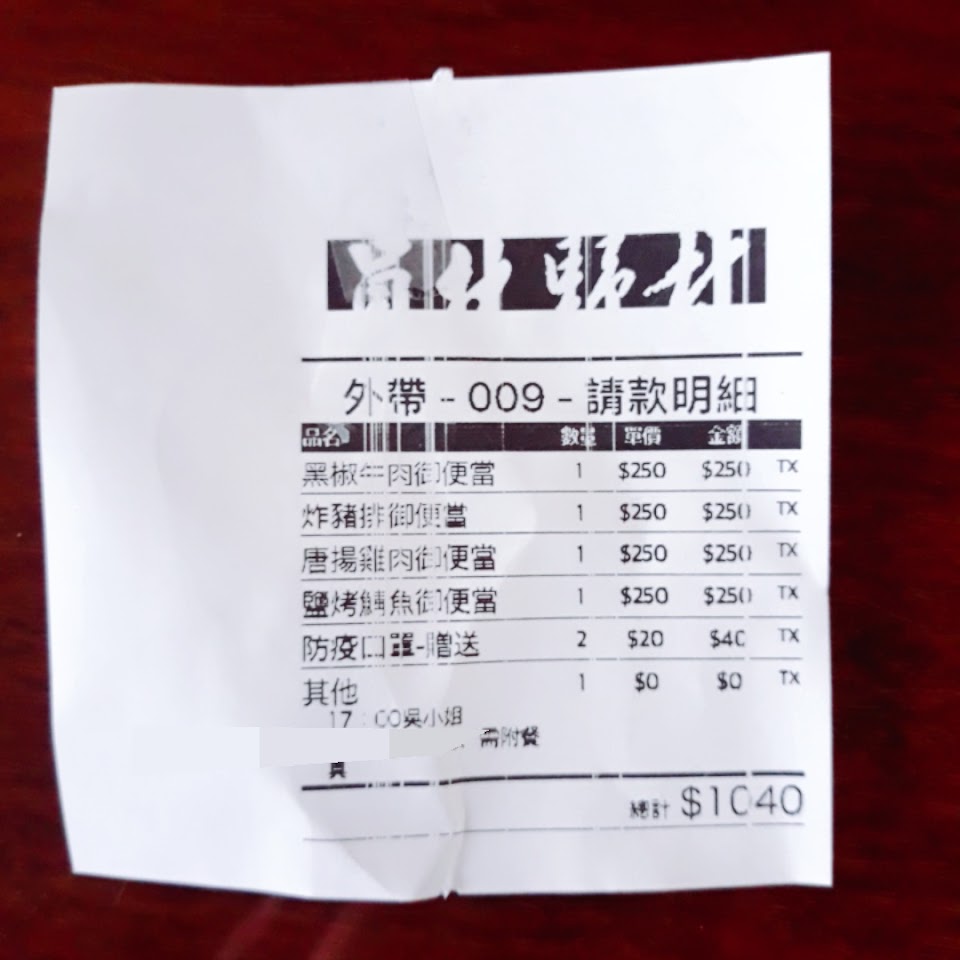 外帶 - 009 - 請款明細
品名 數量 單價 金額
黑椒牛肉御便當 1 $250 $250 TX
炸豬排御便當 1 $250 $250 TX
唐揚雞肉御便當 1 $250 $250 TX
鹽烤鯖魚御便當 1 $250 $250 TX
防疫口罩-贈送 2 $20 $40 TX
其他 1 $0 $0 TX
17：00吳小姐
需附餐
具
總計 $1040